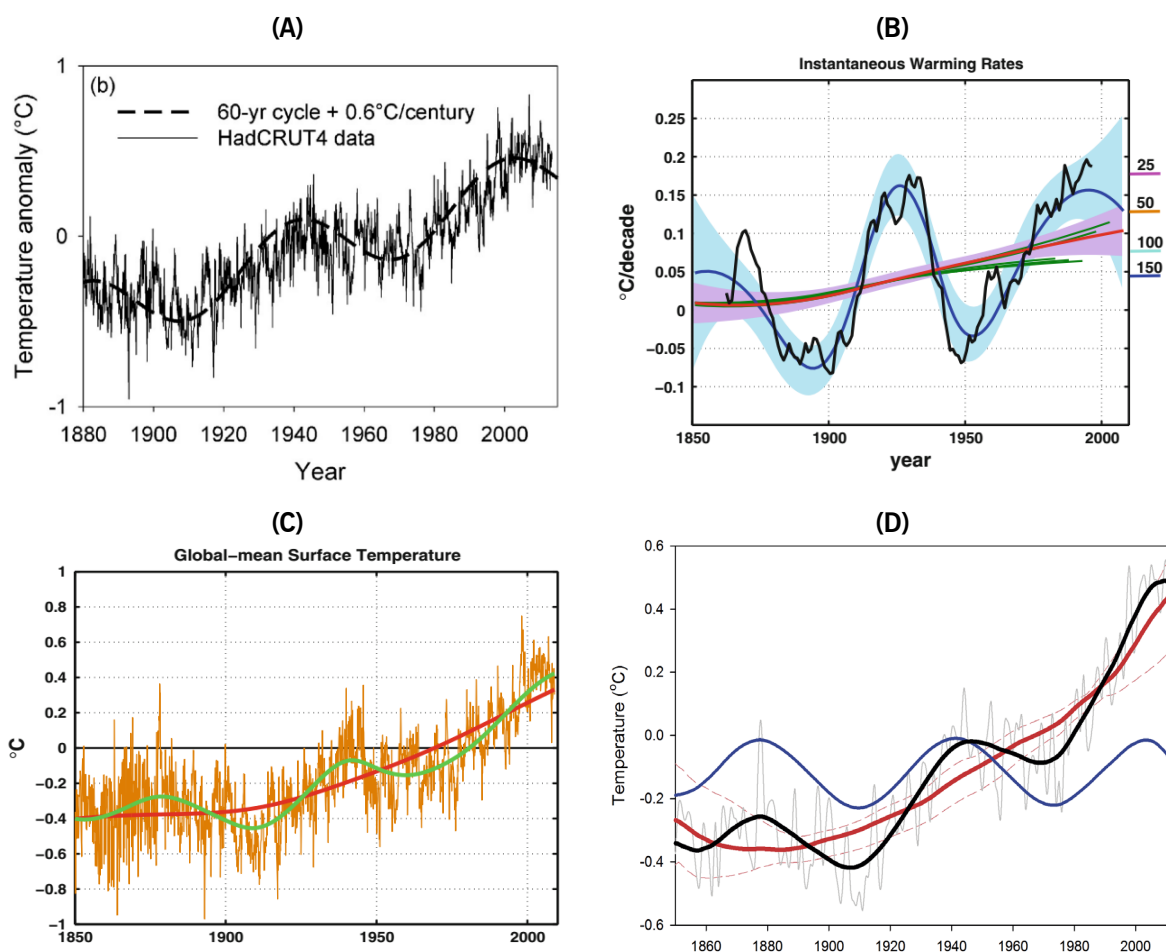 (A)
(B)
(b)
60-yr cycle + 0.6°C/century
HadCRUT4 data
Temperature anomaly (°C)
1
0
-1
1880 1900 1920 1940 1960 1980 2000
Year
Instantaneous Warming Rates
°C/decade
0.25
0.2
0.15
0.1
0.05
0
-0.05
-0.1
25
50
100
150
1850 1900 1950 2000
year
(C)
(D)
Global-mean Surface Temperature
°C
1
0.8
0.6
0.4
0.2
0
-0.2
-0.4
-0.6
-0.8
-1
1850 1900 1950 2000
Temperature (°C)
0.6
0.4
0.2
0.0
-0.2
-0.4
-0.6
1860 1880 1900 1920 1940 1960 1980 2000